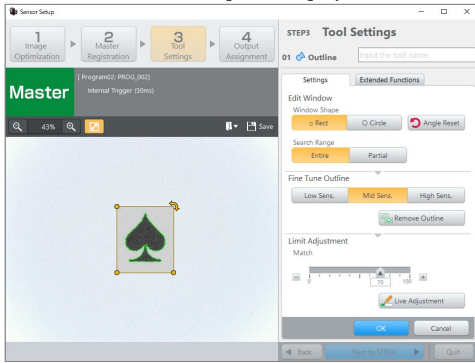 Sensor Setup
1
Image
Optimization
2
Master
Registration
3
Tool
Settings
4
Output
Assignment
Master
[ Program02: PROG_002]
Internal Trigger (50ms)
43%
Save
STEP3 Tool Settings
01 Outline
Input the tool name.
Settings
Extended Functions
Edit Window
Window Shape
Rect
Circle
Angle Reset
Search Range
Entire
Partial
Fine Tune Outline
Low Sens.
Mid Sens.
High Sens.
Remove Outline
Limit Adjustment
Match
0
70
100
Live Adjustment
OK
Cancel
Back
Next to STEP4
Quit